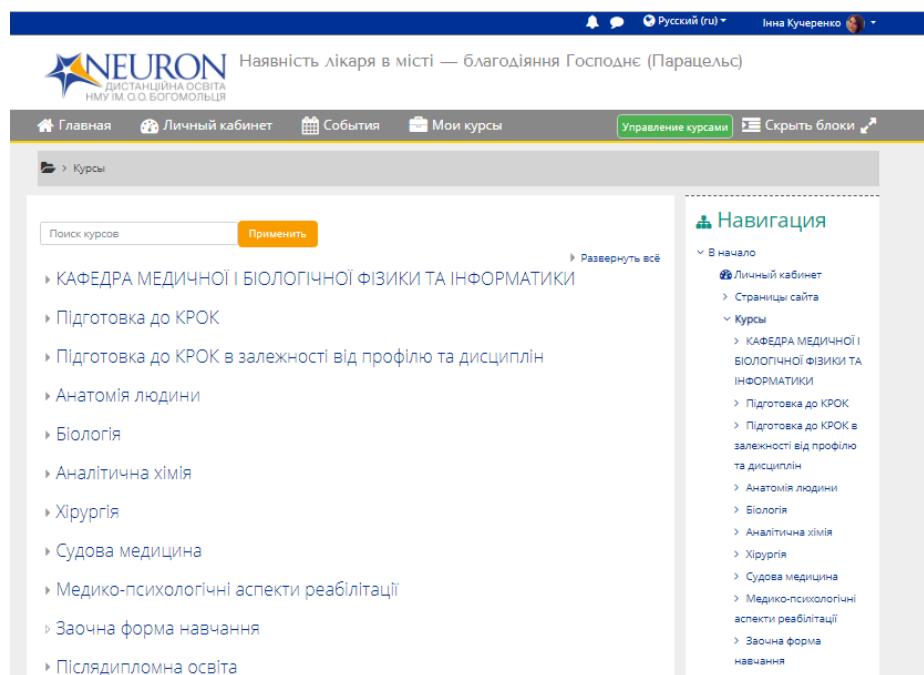 Русский (ru)
Інна Кучеренко
NEURON
ДИСТАНЦІЙНА ОСВІТА
НМУ ІМ. О.О. БОГОМОЛЬЦЯ
Наявність лікаря в місті — благодіяння Господнє (Парацельс)
Главная
Личный кабинет
События
Мои курсы
Управление курсами
Скрыть блоки
> Курсы
Поиск курсов
Применить
Развернуть всё
КАФЕДРА МЕДИЧНОЇ І БІОЛОГІЧНОЇ ФІЗИКИ ТА ІНФОРМАТИКИ
Підготовка до КРОК
Підготовка до КРОК в залежності від профілю та дисциплін
Анатомія людини
Біологія
Аналітична хімія
Хірургія
Судова медицина
Медико-психологічні аспекти реабілітації
Заочна форма навчання
Післядипломна освіта
Навигация
В начало
Личный кабинет
Страницы сайта
Курсы
КАФЕДРА МЕДИЧНОЇ І
БІОЛОГІЧНОЇ ФІЗИКИ ТА
ІНФОРМАТИКИ
Підготовка до КРОК
Підготовка до КРОК в
залежності від профілю
та дисциплін
Анатомія людини
Біологія
Аналітична хімія
Хірургія
Судова медицина
Медико-психологічні
аспекти реабілітації
Заочна форма
навчання